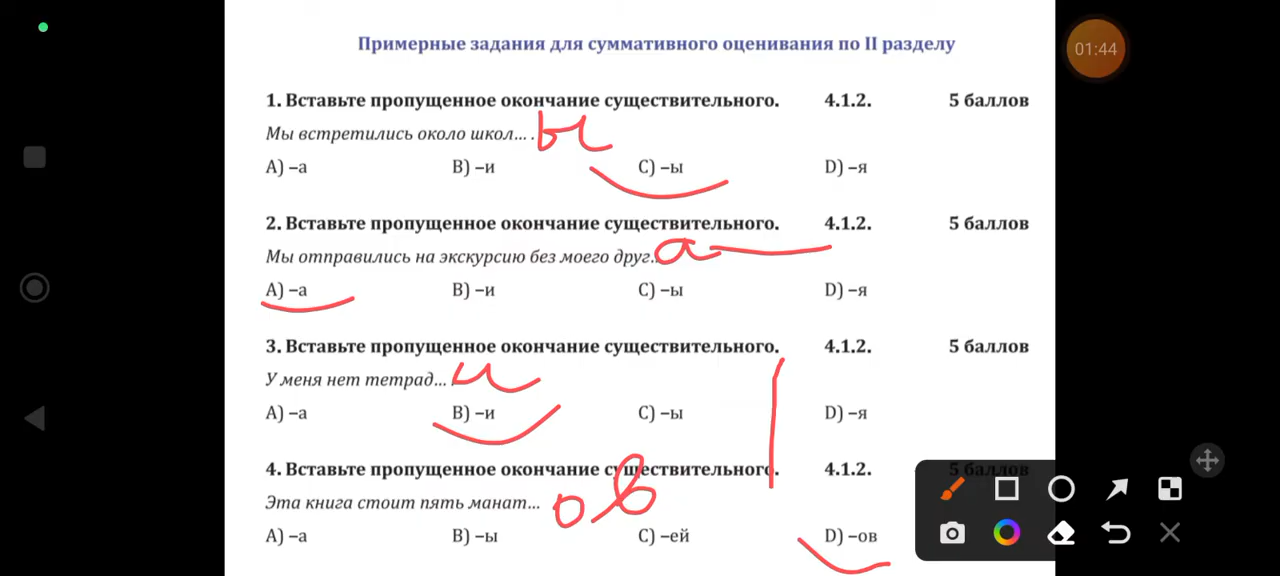 Примерные задания для суммативного оценивания по II разделу
01:44
1. Вставьте пропущенное окончание существительного. 4.1.2. 5 баллов
Мы встретились около школ... . ы
A) –а B) –и C) –ы D) –я
2. Вставьте пропущенное окончание существительного. 4.1.2. 5 баллов
Мы отправились на экскурсию без моего друг.. а
A) –а B) –и C) –ы D) –я
3. Вставьте пропущенное окончание существительного. 4.1.2. 5 баллов
У меня нет тетрад... . и
A) –а B) –и C) –ы D) –я
4. Вставьте пропущенное окончание существительного. 4.1.2. 5 баллов
Эта книга стоит пять манат... ов
A) –а B) –ы C) –ей D) –ов